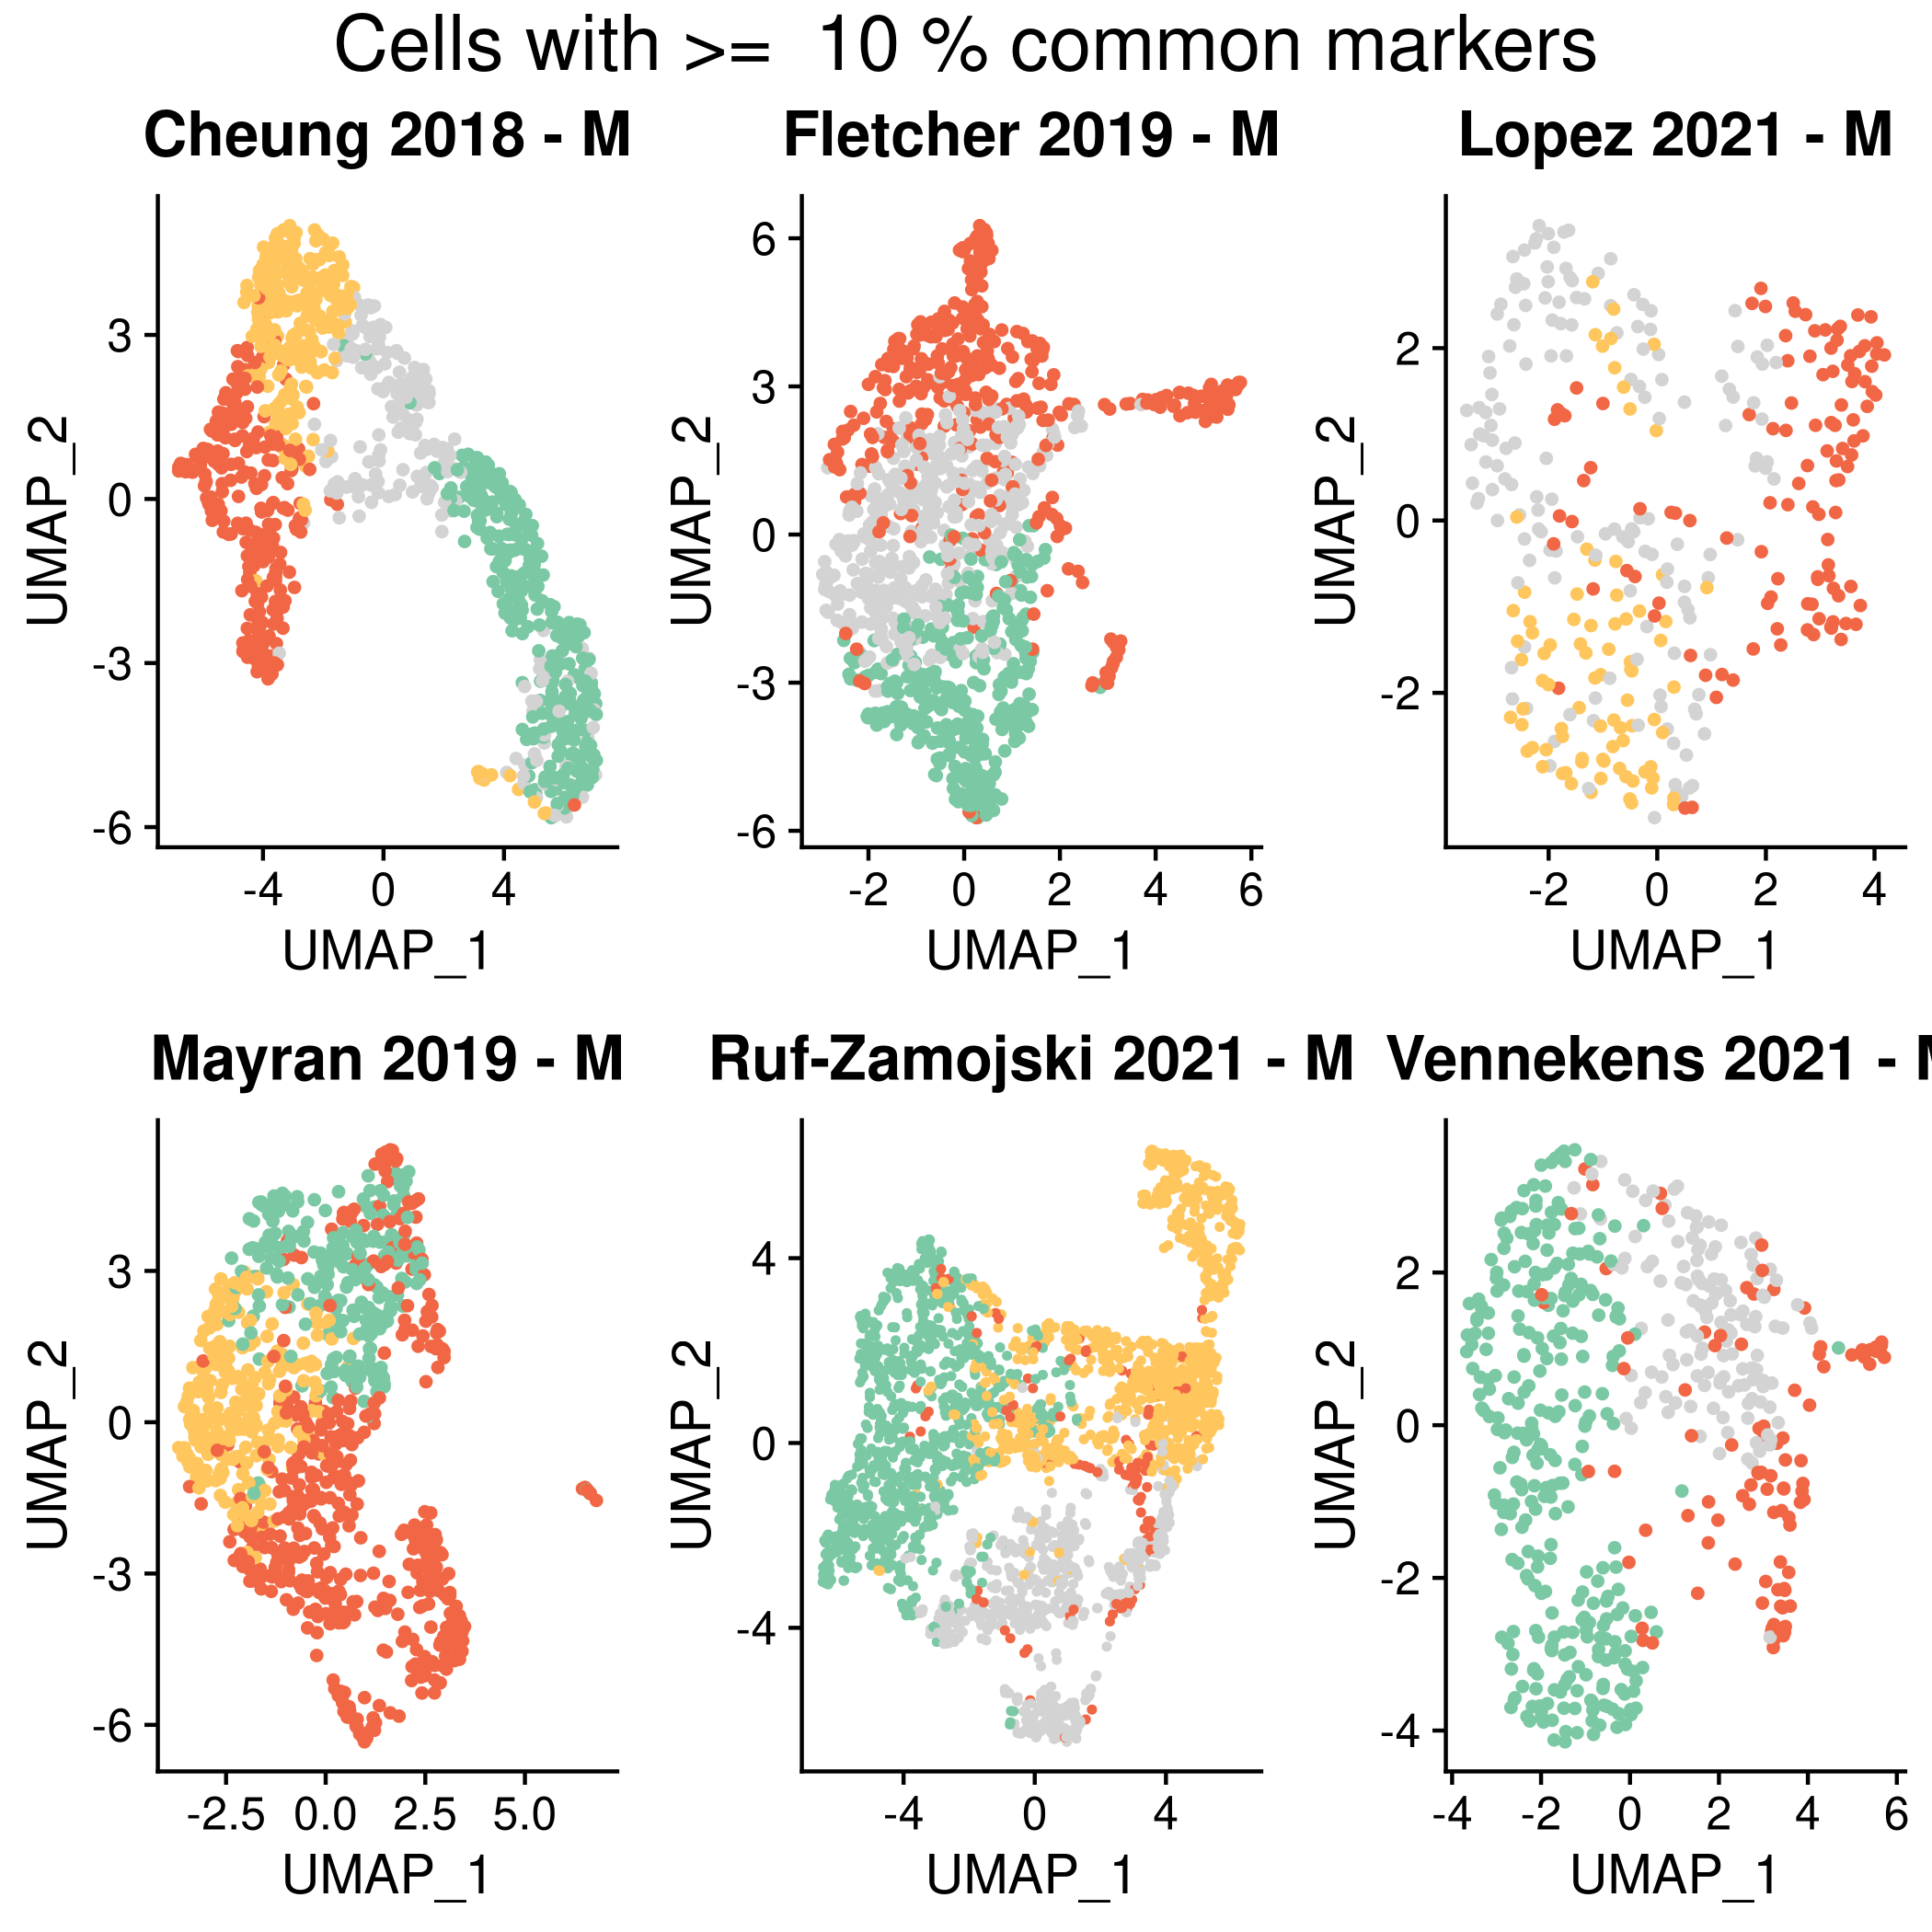 Cells with >=  10 % common markers
Cheung 2018 - M
Fletcher 2019 - M
Lopez 2021 - M
UMAP_2
3
0
-3
-6
-4
0
4
UMAP_1
UMAP_2
6
3
0
-3
-6
-2
0
2
4
6
UMAP_1
UMAP_2
2
0
-2
-2
0
2
4
UMAP_1
Mayran 2019 - M
Ruf-Zamojski 2021 - M
Vennekens 2021 - M
UMAP_2
3
0
-3
-6
-2.5
0.0
2.5
5.0
UMAP_1
UMAP_2
4
0
-4
-4
0
4
UMAP_1
UMAP_2
2
0
-2
-4
-4
-2
0
2
4
6
UMAP_1